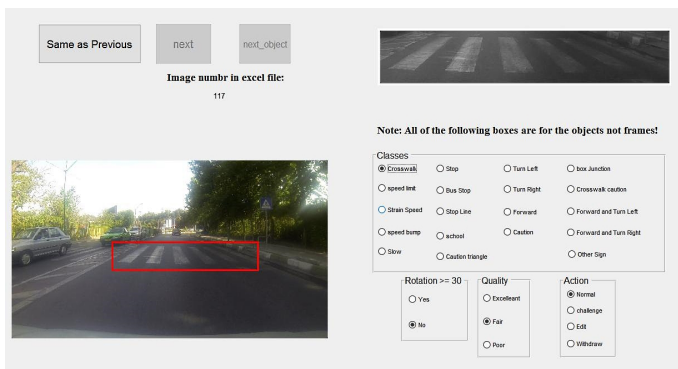 Same as Previous
next
next_object
Image numbr in excel file:
117
Note: All of the following boxes are for the objects not frames!
Classes
Crosswalk
Stop
Turn Left
box Junction
speed limit
Bus Stop
Turn Right
Crosswalk caution
Strain Speed
Stop Line
Forward
Forward and Turn Left
speed bump
school
Caution
Forward and Turn Right
Slow
Caution triangle
Other Sign
Rotation >= 30
Yes
No
Quality
Excelleant
Fair
Poor
Action
Normal
challenge
Edit
Withdraw